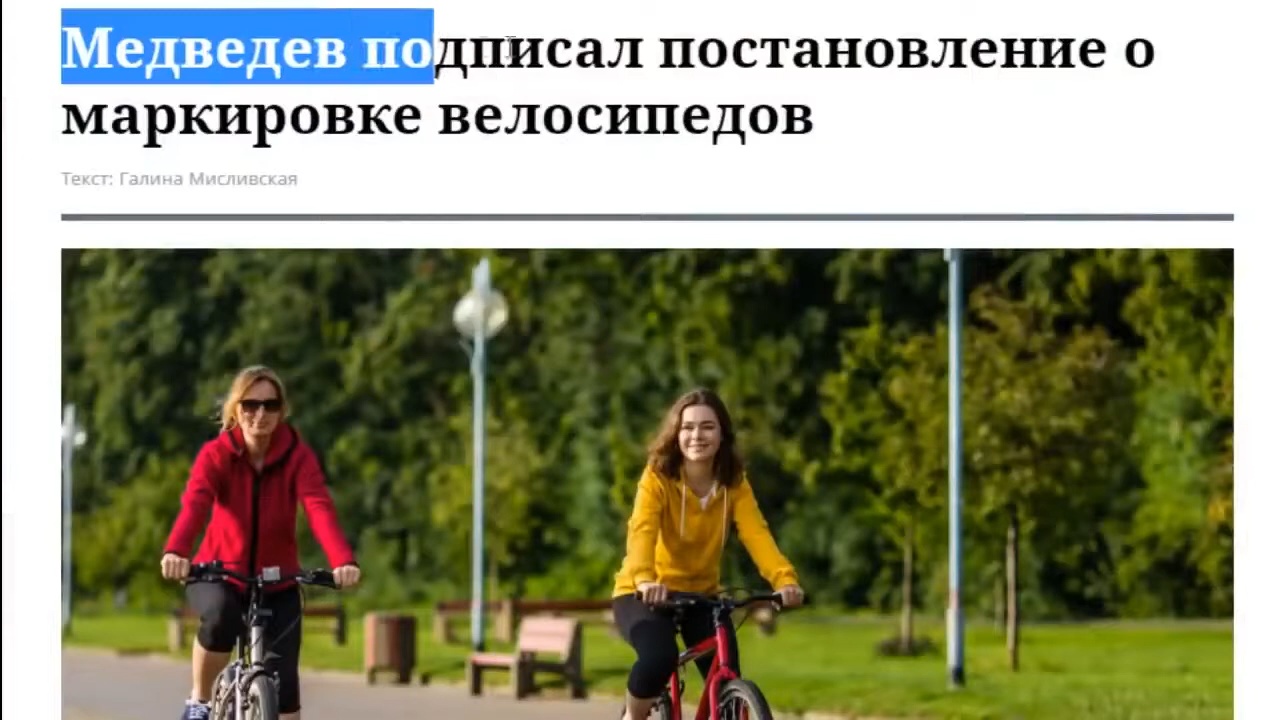 Медведев подписал постановление о
маркировке велосипедов
Текст: Галина Мисливская